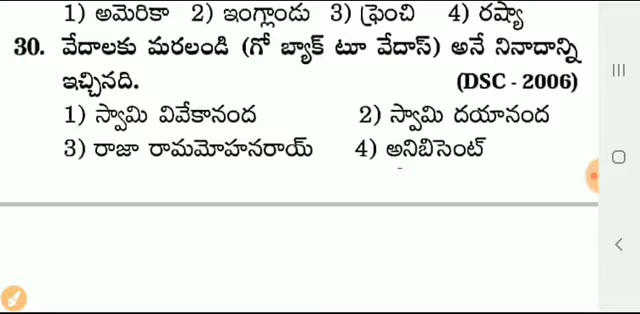 1) అమెరికా 2) ఇంగ్లాండు 3) ఫ్రెంచి 4) రష్యా
30. వేదాలకు మరలండి (గో బ్యాక్ టూ వేదాస్) అనే నినాదాన్ని
ఇచ్చినది. (DSC - 2006)
1) స్వామి వివేకానంద 2) స్వామి దయానంద
3) రాజా రామమోహనరాయ్ 4) అనిబిసెంట్